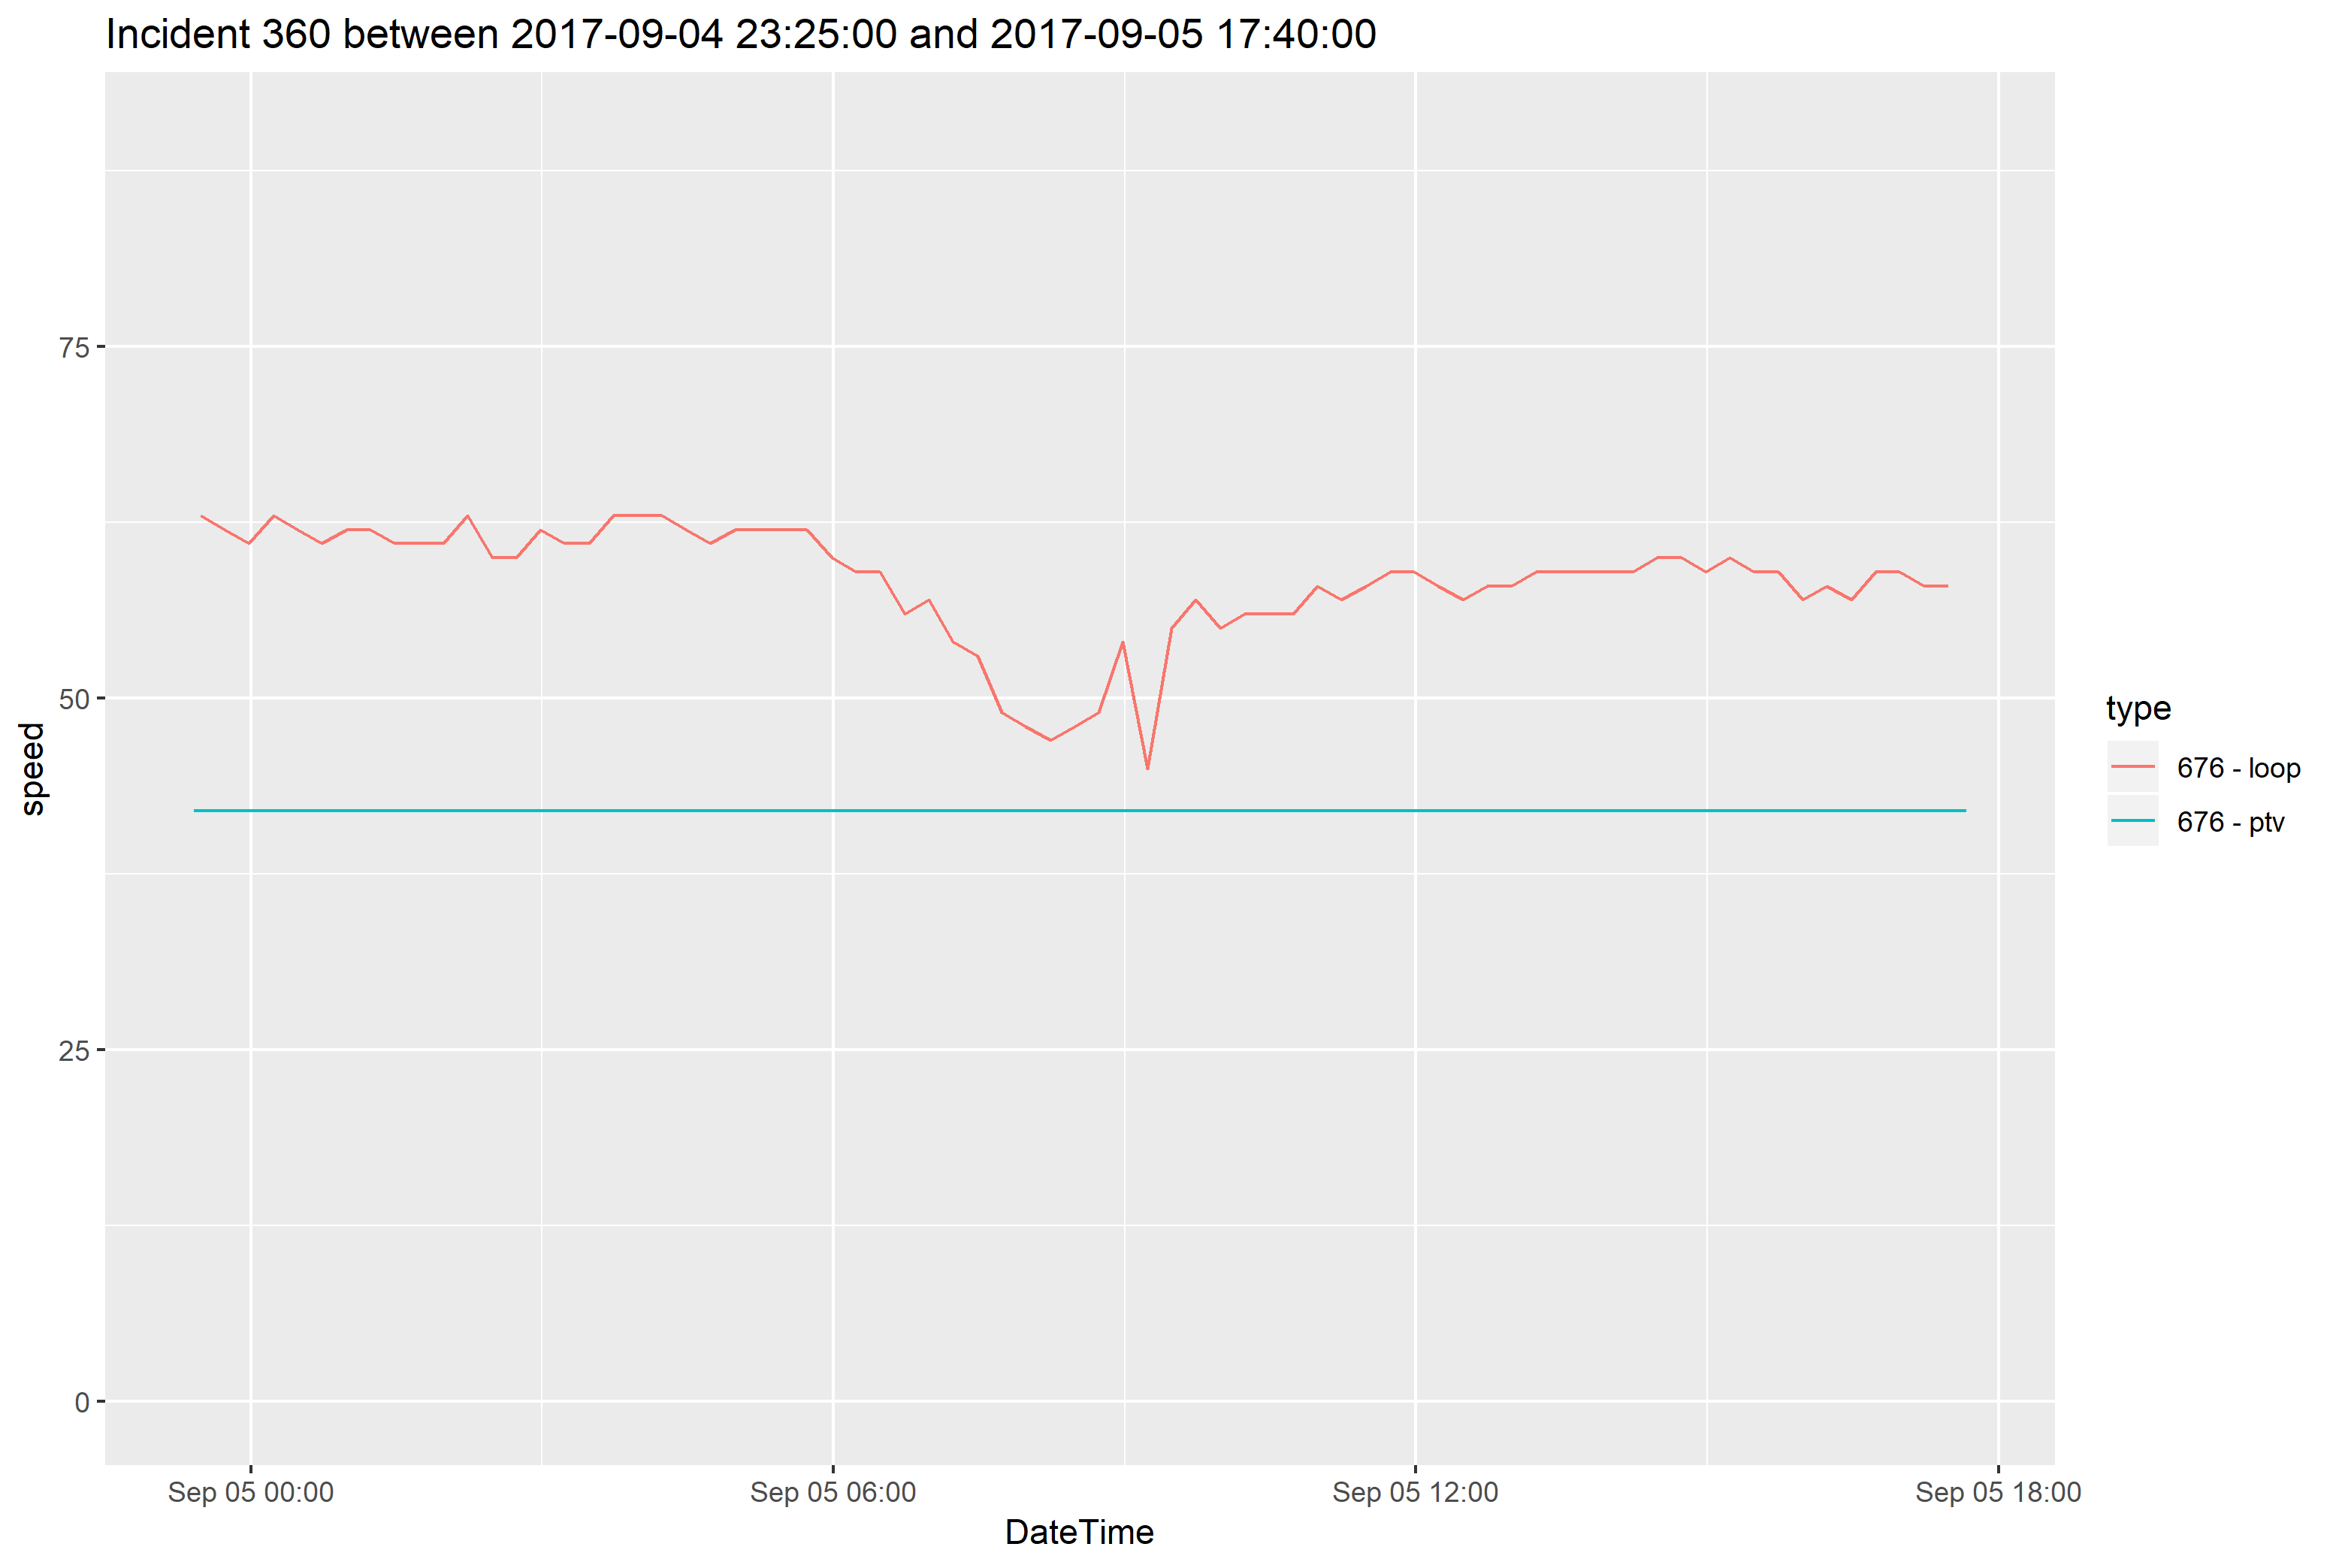 Incident 360 between 2017-09-04 23:25:00 and 2017-09-05 17:40:00
75
50
25
0
speed
Sep 05 00:00
Sep 05 06:00
Sep 05 12:00
Sep 05 18:00
DateTime
type
676 - loop
676 - ptv